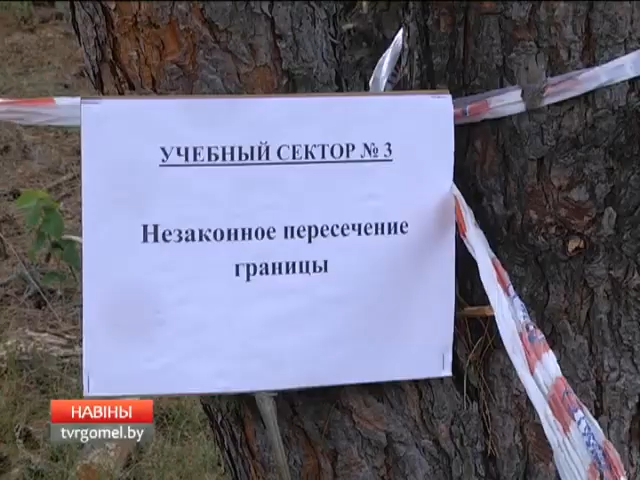 УЧЕБНЫЙ СЕКТОР № 3
Незаконное пересечение
границы
НАВІНЫ
tvrgomel.by